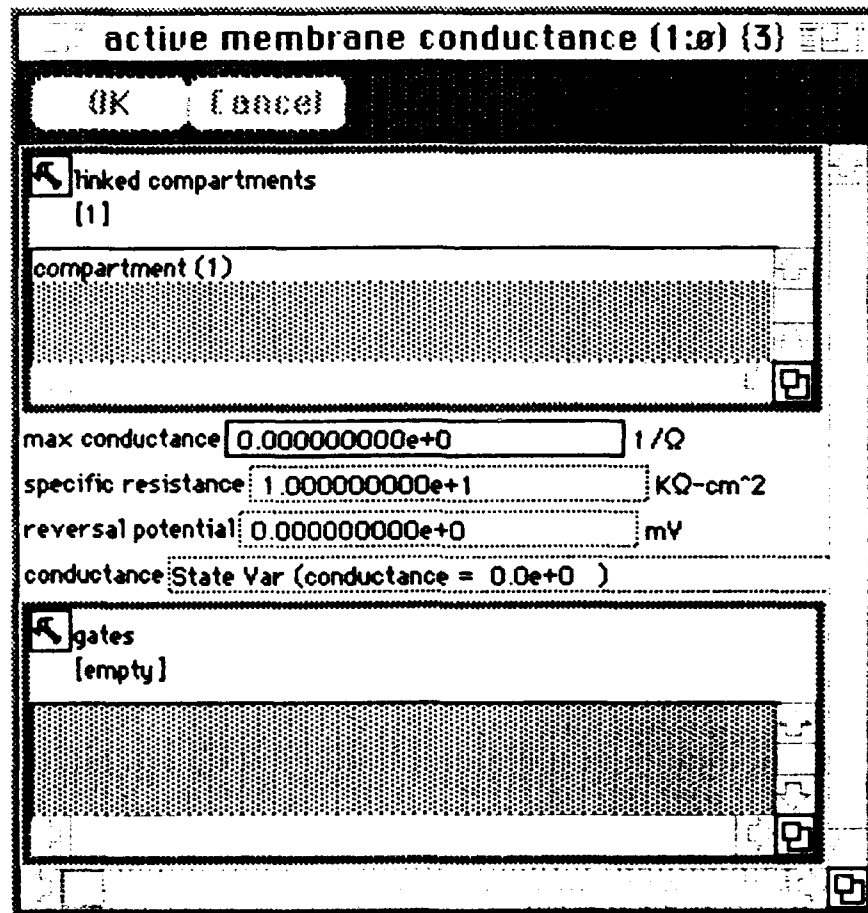 active membrane conductance (1:ø) {3}
OK Cancel
linked compartments
[1]
compartment (1)
max conductance 0.000000000e+0 1/Ω
specific resistance 1.000000000e+1 KΩ-cm^2
reversal potential 0.000000000e+0 mV
conductance State Var (conductance = 0.0e+0 )
gates
[empty]